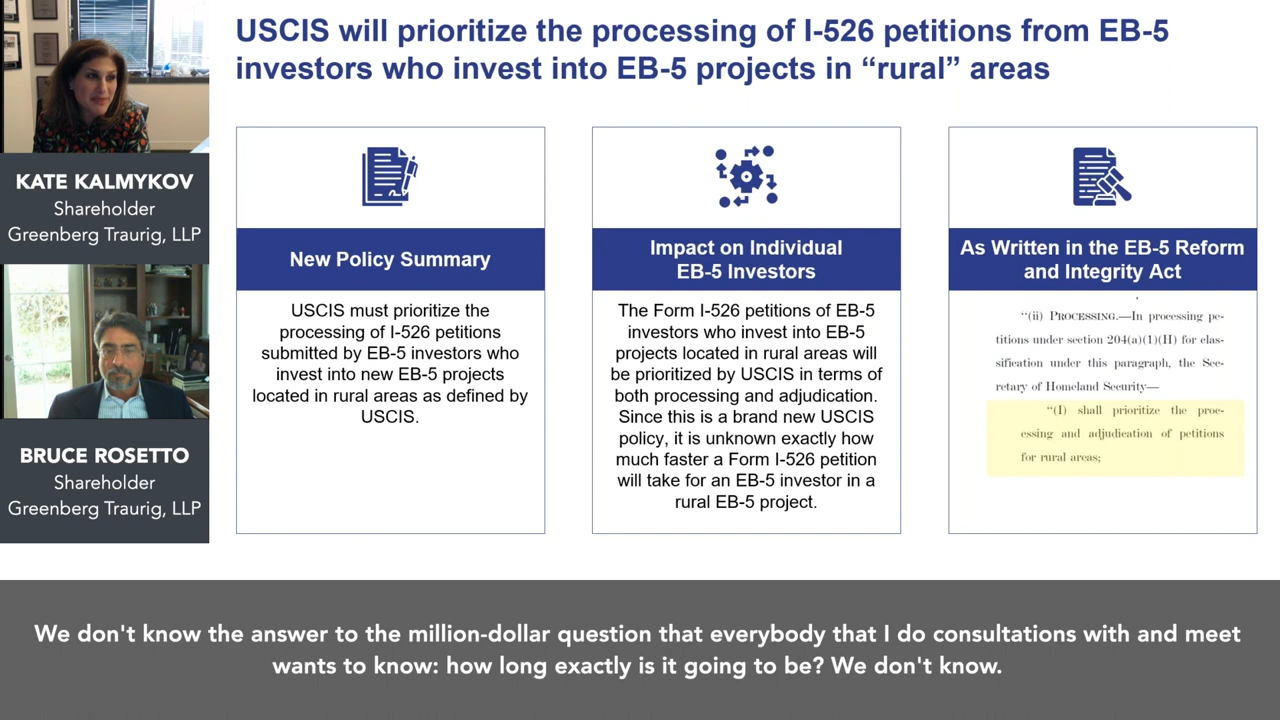 USCIS will prioritize the processing of I-526 petitions from EB-5
investors who invest into EB-5 projects in “rural” areas
KATE KALMYKOV
Shareholder
Greenberg Traurig, LLP
BRUCE ROSETTO
Shareholder
Greenberg Traurig, LLP
New Policy Summary
USCIS must prioritize the
processing of I-526 petitions
submitted by EB-5 investors who
invest into new EB-5 projects
located in rural areas as defined by
USCIS.
Impact on Individual
EB-5 Investors
The Form I-526 petitions of EB-5
investors who invest into EB-5
projects located in rural areas will
be prioritized by USCIS in terms of
both processing and adjudication.
Since this is a brand new USCIS
policy, it is unknown exactly how
much faster a Form I-526 petition
will take for an EB-5 investor in a
rural EB-5 project.
As Written in the EB-5 Reform
and Integrity Act
‘‘(ii) PROCESSING.—In processing pe-
titions under section 204(a)(1)(H) for clas-
sification under this paragraph, the Sec-
retary of Homeland Security—
‘‘(I) shall prioritize the proc-
essing and adjudication of petitions
for rural areas;
We don't know the answer to the million-dollar question that everybody that I do consultations with and meet
wants to know: how long exactly is it going to be? We don't know.